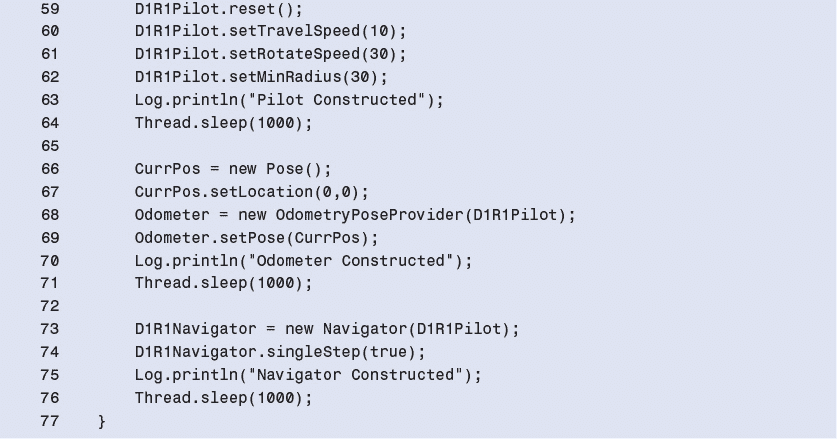 59 D1R1Pilot.reset();
60 D1R1Pilot.setTravelSpeed(10);
61 D1R1Pilot.setRotateSpeed(30);
62 D1R1Pilot.setMinRadius(30);
63 Log.println("Pilot Constructed");
64 Thread.sleep(1000);
65
66 CurrPos = new Pose();
67 CurrPos.setLocation(0,0);
68 Odometer = new OdometryPoseProvider(D1R1Pilot);
69 Odometer.setPose(CurrPos);
70 Log.println("Odometer Constructed");
71 Thread.sleep(1000);
72
73 D1R1Navigator = new Navigator(D1R1Pilot);
74 D1R1Navigator.singleStep(true);
75 Log.println("Navigator Constructed");
76 Thread.sleep(1000);
77 }